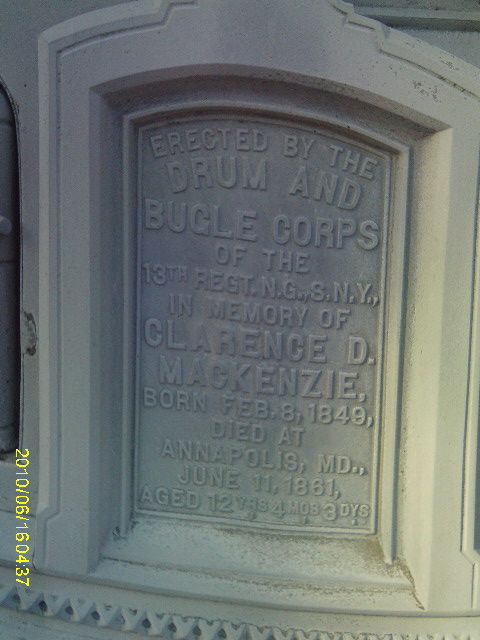 ERECTED BY THE
DRUM AND
BUGLE CORPS
OF THE
13TH REGT. N.G., S.N.Y.,
IN MEMORY OF
CLARENCE D.
MACKENZIE,
BORN FEB. 8, 1849,
DIED AT
ANNAPOLIS, MD.,
JUNE 11, 1861,
AGED 12 YRS 4 MOS 3 DYS
2010/06/16 04:37